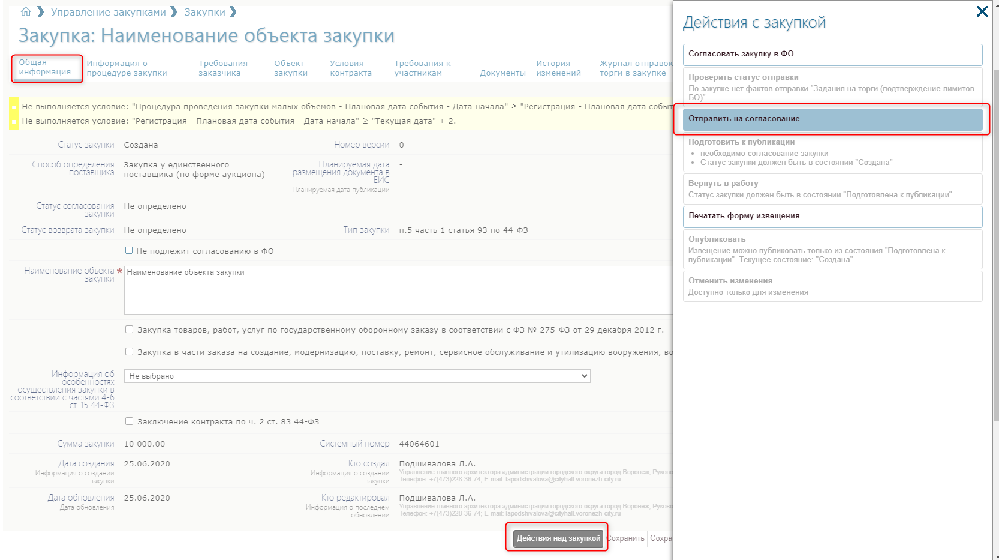 Управление закупками
Закупки
Закупка: Наименование объекта закупки
Общая
информация
Информация о
процедуре закупки
Требования
заказчика
Объект
закупки
Условия
контракта
Требования к
участникам
Документы
История
изменений
Журнал отправок
торги в закупке
Не выполняется условие: "Процедура проведения закупки малых объемов - Плановая дата события - Дата начала" ≥ "Регистрация - Плановая дата событ
Не выполняется условие: "Регистрация - Плановая дата события - Дата начала" ≥ "Текущая дата" + 2.
Статус закупки Создана
Номер версии 0
Способ определения
поставщика
Закупка у единственного
поставщика (по форме аукциона)
Планируемая дата
размещения документа в
ЕИС
-
Планируемая дата публикации
Статус согласования
закупки
Не определено
Статус возврата закупки Не определено
Тип закупки п.5 часть 1 статья 93 по 44-ФЗ
Не подлежит согласованию в ФО
Наименование объекта
закупки
* Наименование объекта закупки
Закупка товаров, работ, услуг по государственному оборонному заказу в соответствии с ФЗ № 275-ФЗ от 29 декабря 2012 г.
Закупка в части заказа на создание, модернизацию, поставку, ремонт, сервисное обслуживание и утилизацию вооружения, во
Информация об
особенностях
осуществления закупки в
соответствии с частями 4-6
ст. 15 44-ФЗ
Не выбрано
Заключение контракта по ч. 2 ст. 83 44-ФЗ
Сумма закупки 10 000.00
Системный номер 44064601
Дата создания 25.06.2020
Информация о создании
закупки
Кто создал Подшивалова Л.А.
Информация о создании
закупки
Управление главного архитектора администрации городского округа город Воронеж, Руково
Телефон: +7(473)228-36-74; E-mail: lapodshivalova@cityhall.voronezh-city.ru
Дата обновления 25.06.2020
Дата обновления
Кто редактировал Подшивалова Л.А.
Информация о последнем
обновлении
Управление главного архитектора администрации городского округа город Воронеж, Руково
Телефон: +7(473)228-36-74; E-mail: lapodshivalova@cityhall.voronezh-city.ru
Действия над закупкой
Сохранить
Сохра
Действия с закупкой
Согласовать закупку в ФО
Проверить статус отправки
По закупке нет фактов отправки "Задания на торги (подтверждение лимитов
БО)"
Отправить на согласование
Подготовить к публикации
• необходимо согласование закупки
• Статус закупки должен быть в состоянии "Создана"
Вернуть в работу
Статус закупки должен быть в состоянии "Подготовлена к публикации"
Печатать форму извещения
Опубликовать
Извещение можно публиковать только из состояния "Подготовлена к
публикации". Текущее состояние: "Создана"
Отменить изменения
Доступно только для изменения